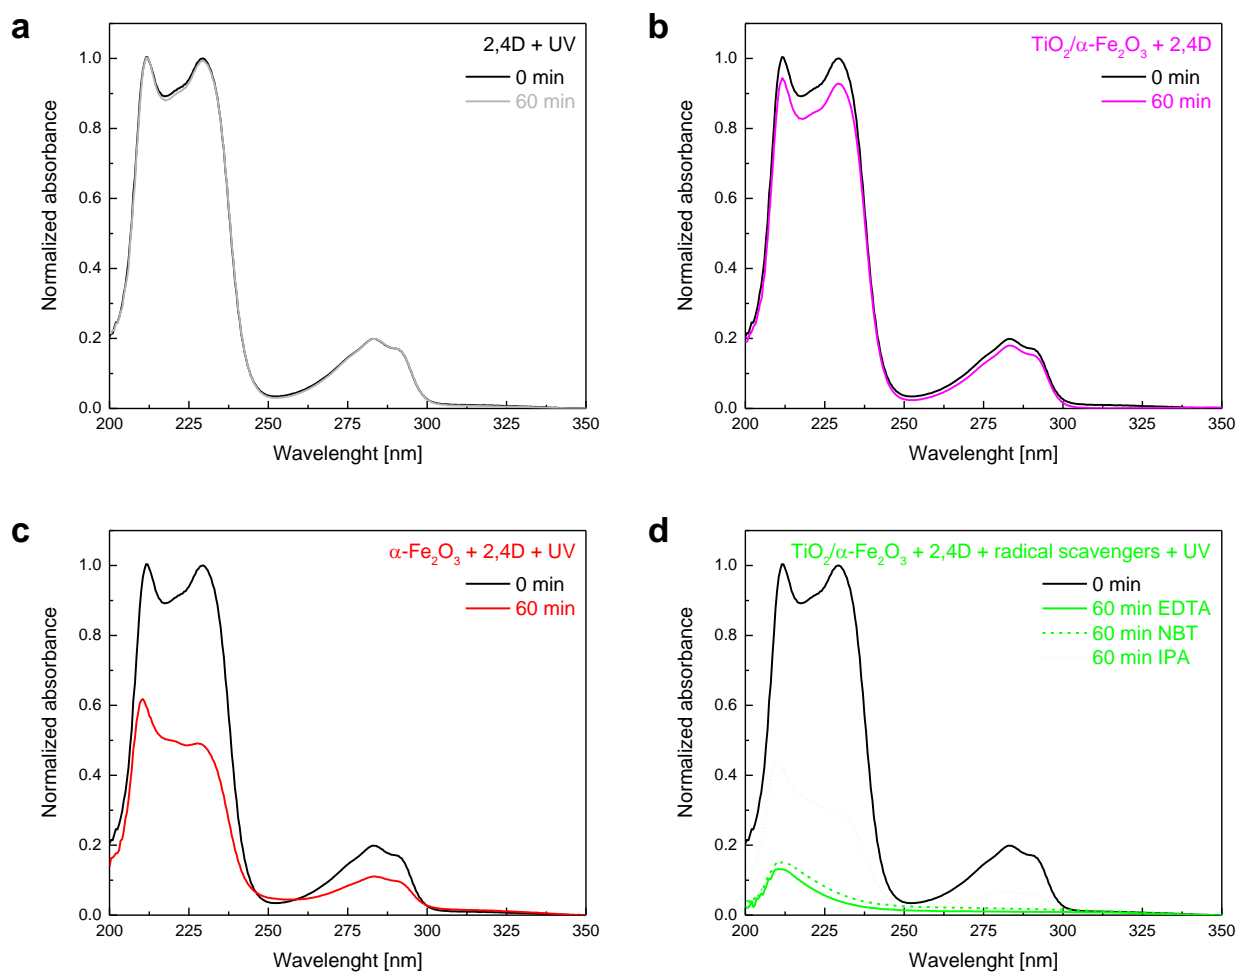 a
2,4D + UV
0 min
60 min
1.0
0.8
0.6
0.4
0.2
0.0
Normalized absorbance
200 225 250 275 300 325 350
Wavelenght [nm]
b
TiO₂/α-Fe₂O₃ + 2,4D
0 min
60 min
1.0
0.8
0.6
0.4
0.2
0.0
Normalized absorbance
200 225 250 275 300 325 350
Wavelenght [nm]
c
α-Fe₂O₃ + 2,4D + UV
0 min
60 min
1.0
0.8
0.6
0.4
0.2
0.0
Normalized absorbance
200 225 250 275 300 325 350
Wavelenght [nm]
d
TiO₂/α-Fe₂O₃ + 2,4D + radical scavengers + UV
0 min
60 min EDTA
60 min NBT
60 min IPA
1.0
0.8
0.6
0.4
0.2
0.0
Normalized absorbance
200 225 250 275 300 325 350
Wavelenght [nm]